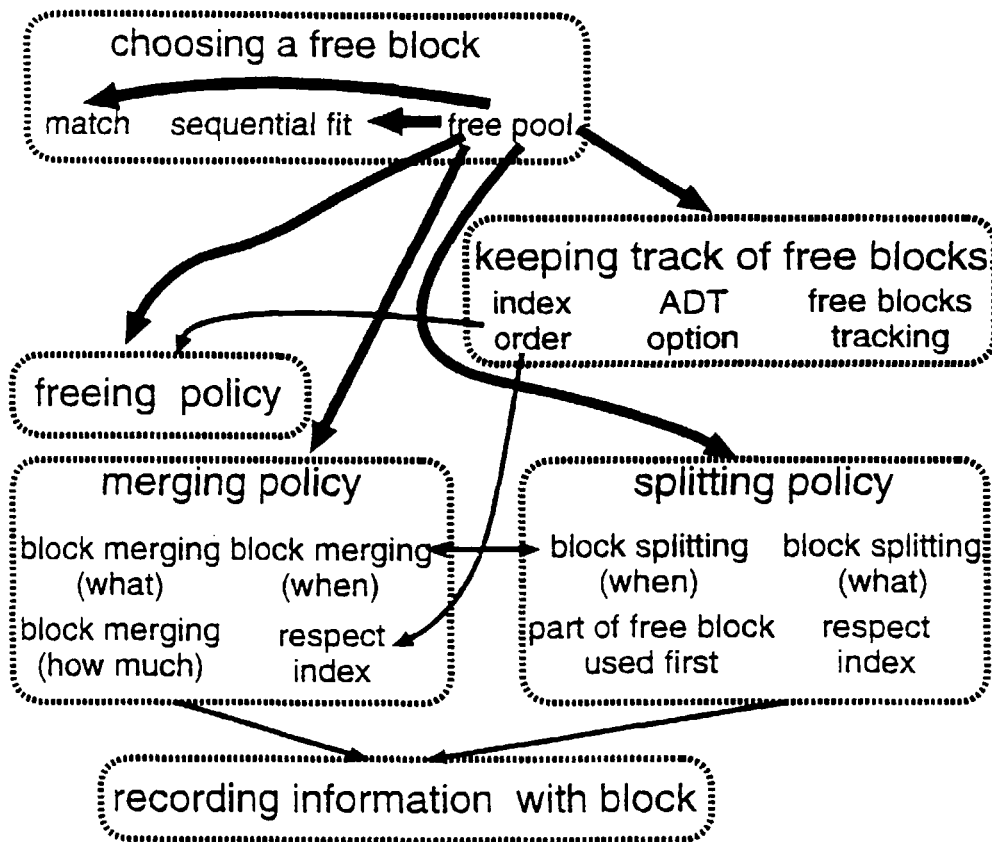 choosing a free block
match sequential fit free pool
keeping track of free blocks
index ADT free blocks
order option tracking
freeing policy
merging policy
block merging block merging
(what) (when)
block merging respect
(how much) index
splitting policy
block splitting block splitting
(when) (what)
part of free block respect
used first index
recording information with block